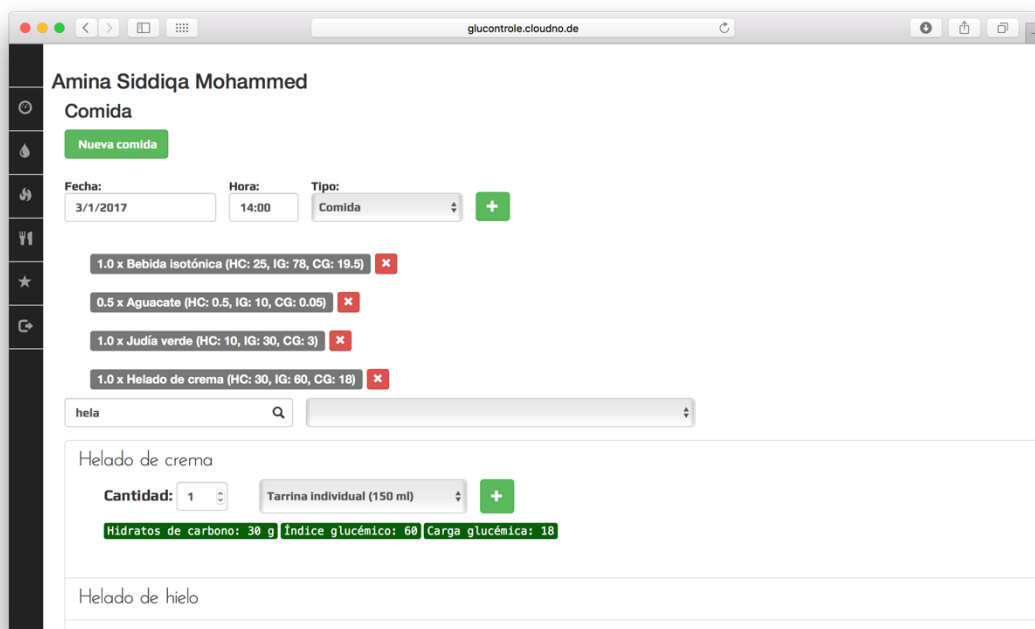 glucontrole.cloudno.de
Amina Siddiqa Mohammed
Comida
Nueva comida
Fecha: Hora: Tipo:
3/1/2017 14:00 Comida
1.0 x Bebida isotónica (HC: 25, IG: 78, CG: 19.5)
0.5 x Aguacate (HC: 0.5, IG: 10, CG: 0.05)
1.0 x Judía verde (HC: 10, IG: 30, CG: 3)
1.0 x Helado de crema (HC: 30, IG: 60, CG: 18)
hela
Helado de crema
Cantidad: 1 Tarrina individual (150 ml)
Hidratos de carbono: 30 g Índice glucémico: 60 Carga glucémica: 18
Helado de hielo